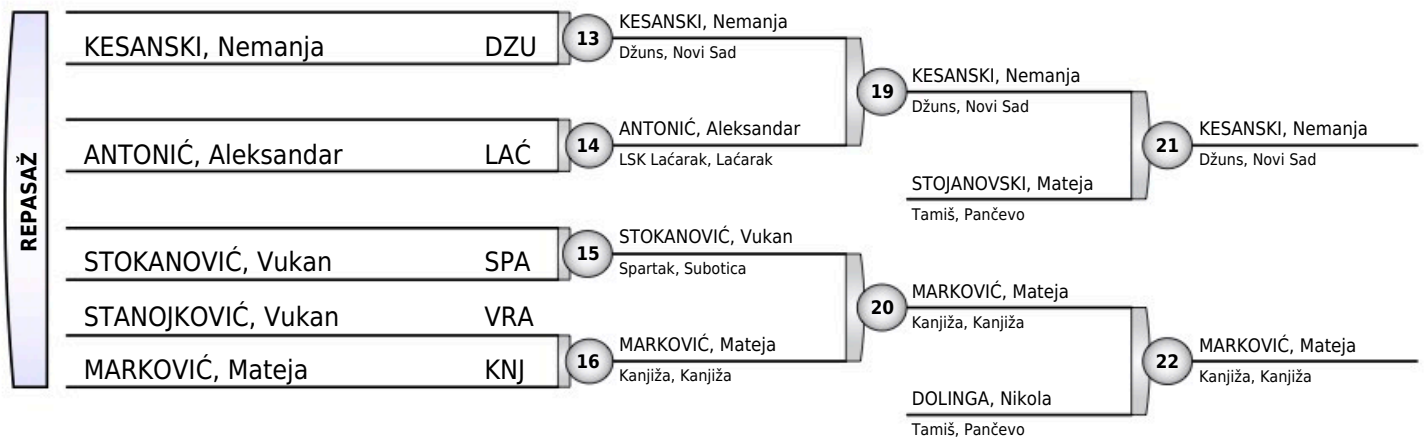 REPASAŽ
KESANSKI, Nemanja DZU
ANTONIĆ, Aleksandar LAĆ
STOKANOVIĆ, Vukan SPA
STANOJKOVIĆ, Vukan VRA
MARKOVIĆ, Mateja KNJ
13
KESANSKI, Nemanja
Džuns, Novi Sad
14
ANTONIĆ, Aleksandar
LSK Laćarak, Laćarak
15
STOKANOVIĆ, Vukan
Spartak, Subotica
16
MARKOVIĆ, Mateja
Kanjiža, Kanjiža
19
KESANSKI, Nemanja
Džuns, Novi Sad
STOJANOVSKI, Mateja
Tamiš, Pančevo
20
MARKOVIĆ, Mateja
Kanjiža, Kanjiža
DOLINGA, Nikola
Tamiš, Pančevo
21
KESANSKI, Nemanja
Džuns, Novi Sad
22
MARKOVIĆ, Mateja
Kanjiža, Kanjiža